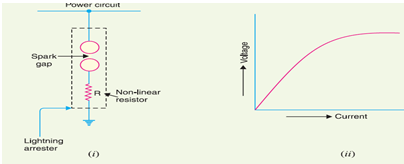 Power circuit
Spark
gap
R
Non-linear
resistor
Lightning
arrester
(i)
Voltage
Current
(ii)